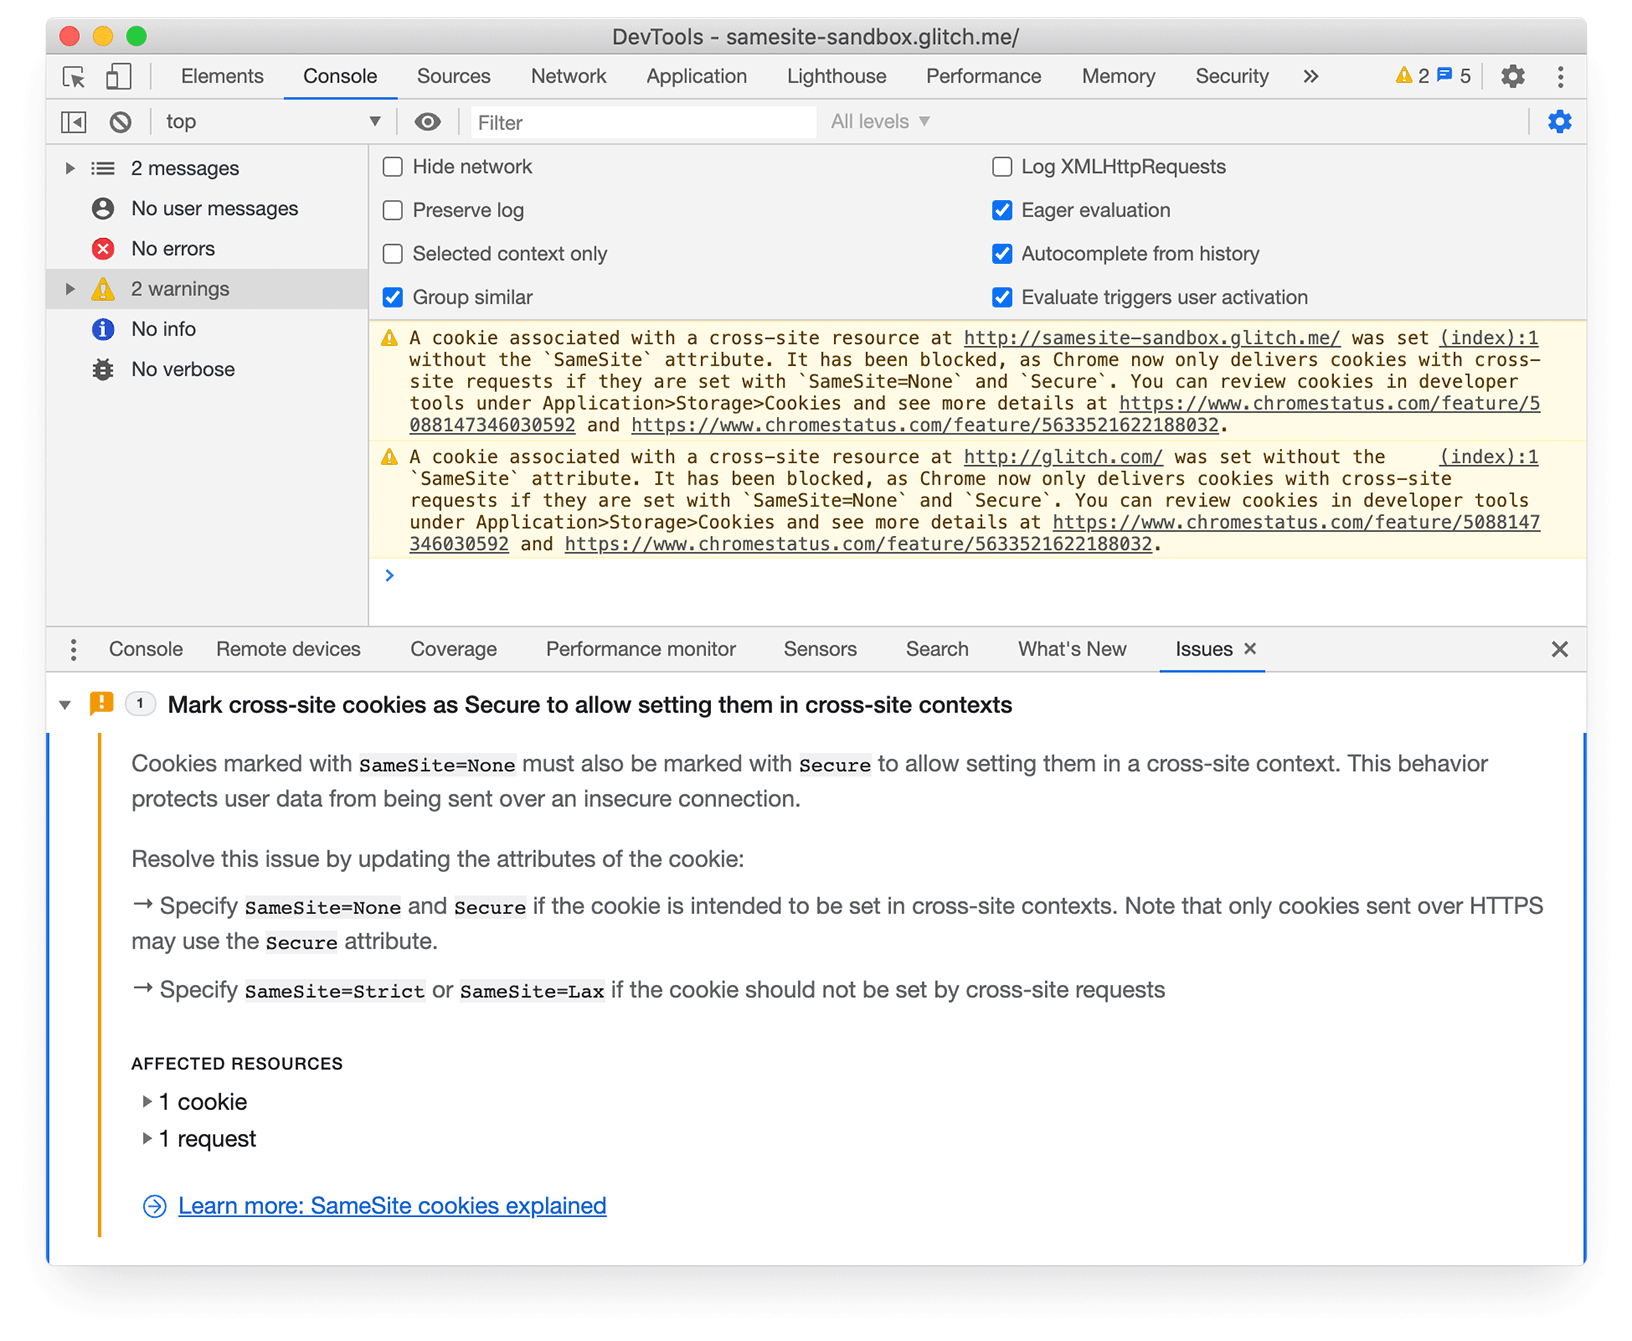 DevTools - samesite-sandbox.glitch.me/
Elements Console Sources Network Application Lighthouse Performance Memory Security » 2 5
top Filter All levels
2 messages
No user messages
No errors
2 warnings
No info
No verbose
Hide network Log XMLHttpRequests
Preserve log Eager evaluation
Selected context only Autocomplete from history
Group similar Evaluate triggers user activation
A cookie associated with a cross-site resource at http://samesite-sandbox.glitch.me/ was set (index):1
without the `SameSite` attribute. It has been blocked, as Chrome now only delivers cookies with cross-
site requests if they are set with `SameSite=None` and `Secure`. You can review cookies in developer
tools under Application>Storage>Cookies and see more details at https://www.chromestatus.com/feature/5
088147346030592 and https://www.chromestatus.com/feature/5633521622188032.
A cookie associated with a cross-site resource at http://glitch.com/ was set without the (index):1
`SameSite` attribute. It has been blocked, as Chrome now only delivers cookies with cross-site
requests if they are set with `SameSite=None` and `Secure`. You can review cookies in developer tools
under Application>Storage>Cookies and see more details at https://www.chromestatus.com/feature/5088147
346030592 and https://www.chromestatus.com/feature/5633521622188032.
Console Remote devices Coverage Performance monitor Sensors Search What's New Issues
1 Mark cross-site cookies as Secure to allow setting them in cross-site contexts
Cookies marked with SameSite=None must also be marked with Secure to allow setting them in a cross-site context. This behavior
protects user data from being sent over an insecure connection.
Resolve this issue by updating the attributes of the cookie:
→ Specify SameSite=None and Secure if the cookie is intended to be set in cross-site contexts. Note that only cookies sent over HTTPS
may use the Secure attribute.
→ Specify SameSite=Strict or SameSite=Lax if the cookie should not be set by cross-site requests
AFFECTED RESOURCES
1 cookie
1 request
Learn more: SameSite cookies explained